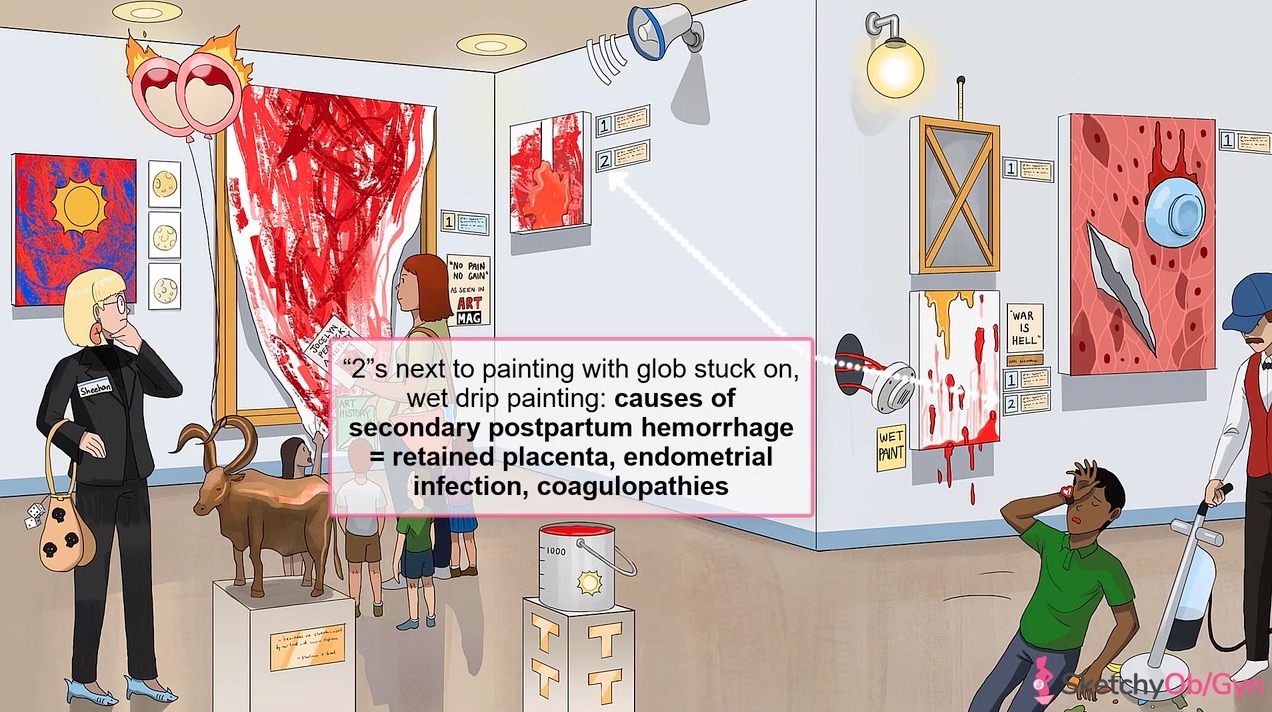 1
2
1
1
1
"NO PAIN
NO GAIN"
AS SEEN IN
ART
MAG
"WAR
IS
HELL"
1
2
JOCELYN
ART
HISTORY
"2"s next to painting with glob stuck on,
wet drip painting: causes of
secondary postpartum hemorrhage
= retained placenta, endometrial
infection, coagulopathies
Sheehan
WET
PAINT
1000
T T
T T
SketchyOb/Gyn